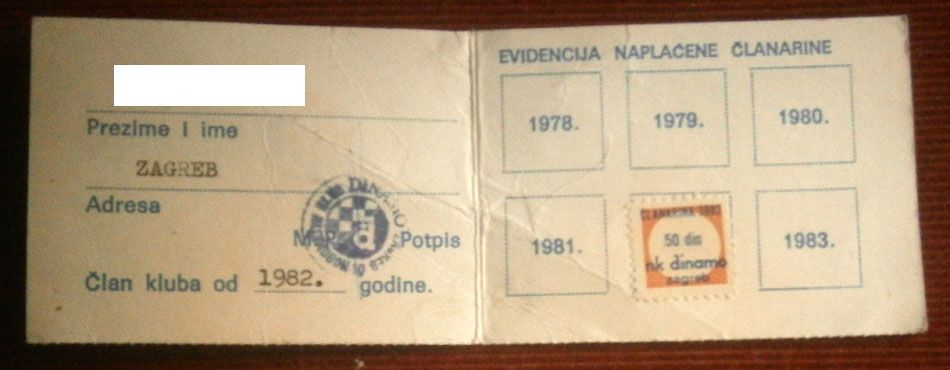 Prezime i ime
ZAGREB
Adresa
M.P.
Potpis
Član kluba od 1982. godine.
EVIDENCIJA NAPLAĆENE ČLANARINE
1978.
1979.
1980.
1981.
ČLANARINA 1982
50 din
nk dinamo
zagreb
1983.
DINAMO